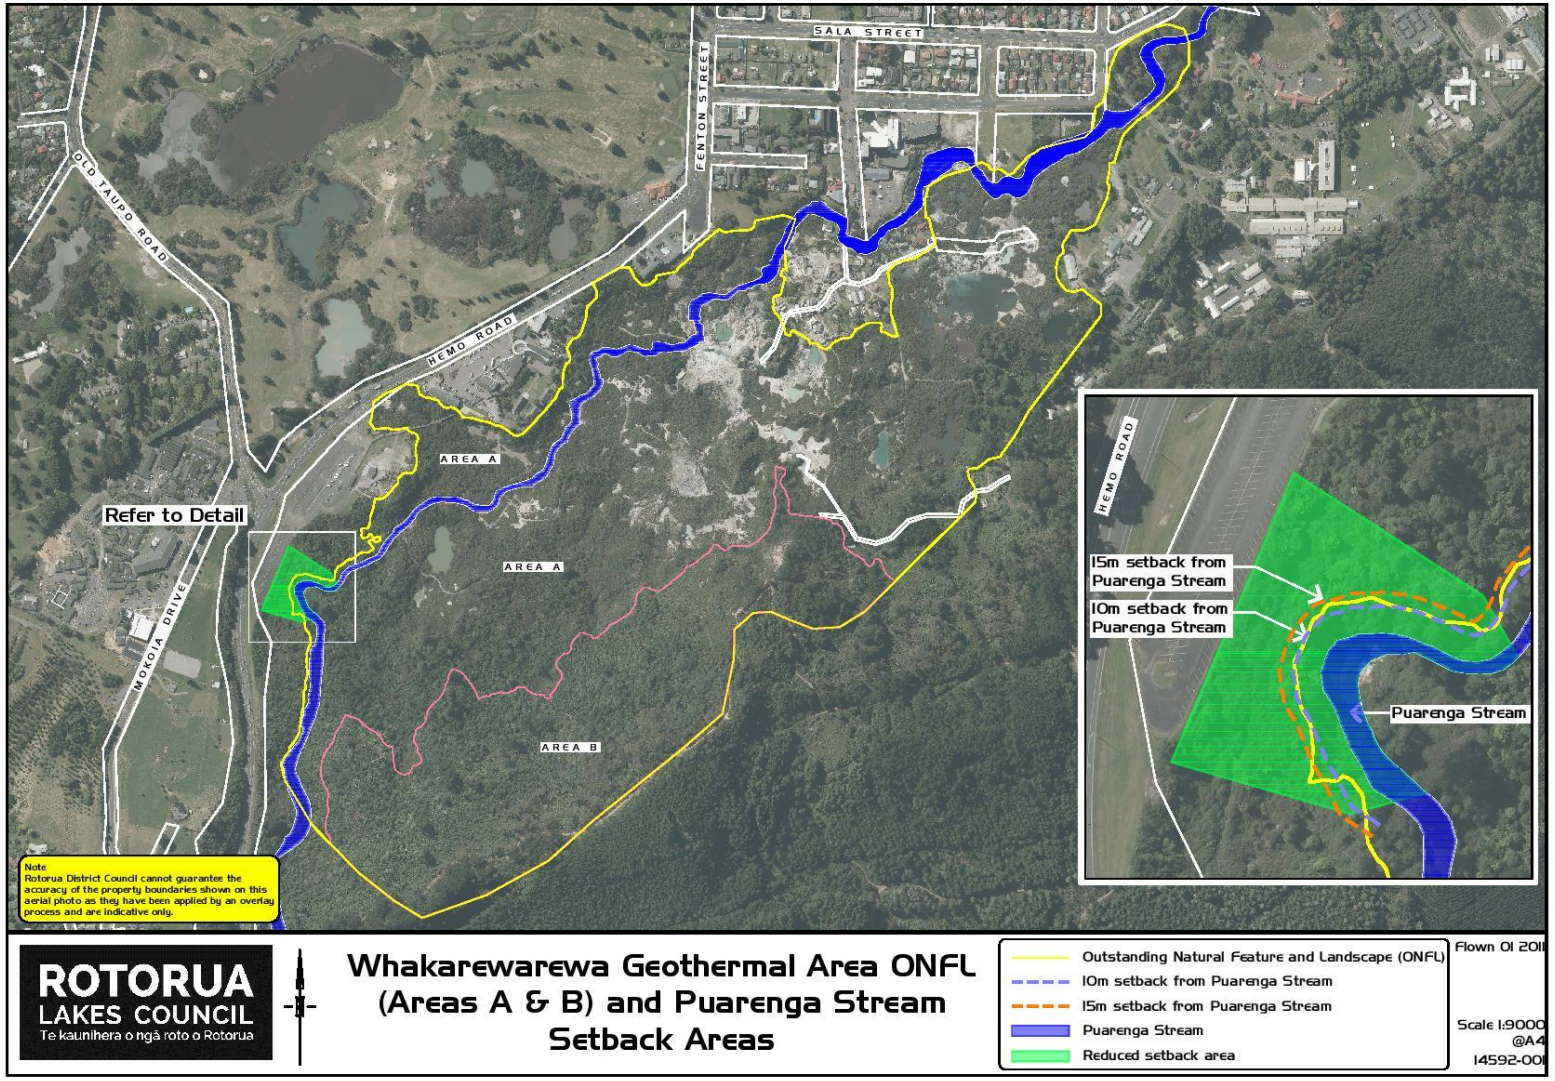 SALA STREET
FENTON STREET
OLD TAUPO ROAD
HEMO ROAD
AREA A
Refer to Detail
AREA A
MOKOIA DRIVE
AREA B
HEMO ROAD
15m setback from
Puarenga Stream
10m setback from
Puarenga Stream
Puarenga Stream
Note
Rotorua District Council cannot guarantee the
accuracy of the property boundaries shown on this
aerial photo as they have been applied by an overlay
process and are indicative only.
ROTORUA
LAKES COUNCIL
Te kaunihera o ngā roto o Rotorua
Whakarewarewa Geothermal Area ONFL
(Areas A & B) and Puarenga Stream
Setback Areas
Outstanding Natural Feature and Landscape (ONFL)
10m setback from Puarenga Stream
15m setback from Puarenga Stream
Puarenga Stream
Reduced setback area
Flown 01 2011
Scale 1:9000
@A4
14592-001